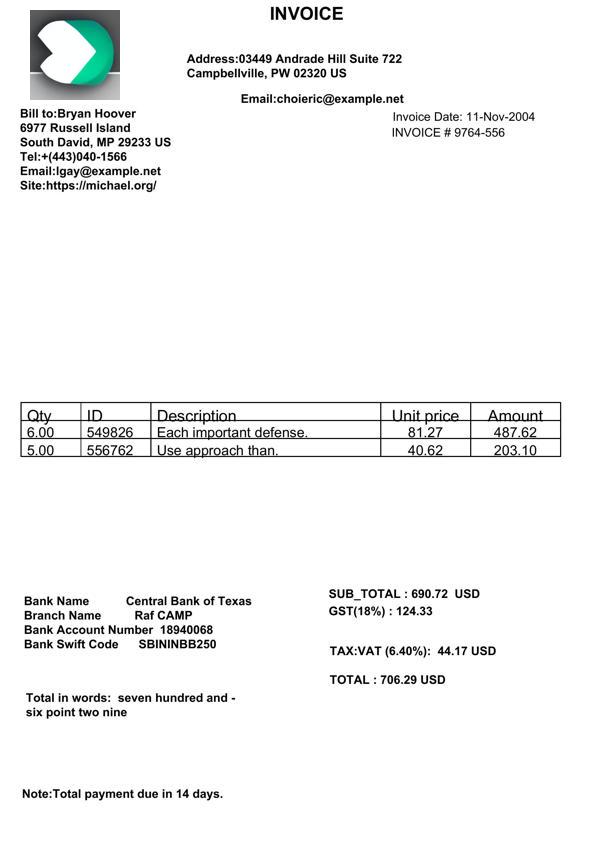 INVOICE
Address:03449 Andrade Hill Suite 722
Campbellville, PW 02320 US
Email:choieric@example.net
Bill to:Bryan Hoover
6977 Russell Island
South David, MP 29233 US
Tel:+(443)040-1566
Email:lgay@example.net
Site:https://michael.org/
Invoice Date: 11-Nov-2004
INVOICE # 9764-556
Qty ID Description Unit price Amount
6.00 549826 Each important defense. 81.27 487.62
5.00 556762 Use approach than. 40.62 203.10
SUB_TOTAL : 690.72 USD
GST(18%) : 124.33
TAX:VAT (6.40%): 44.17 USD
TOTAL : 706.29 USD
Bank Name Central Bank of Texas
Branch Name Raf CAMP
Bank Account Number 18940068
Bank Swift Code SBININBB250
Total in words: seven hundred and -
six point two nine
Note:Total payment due in 14 days.